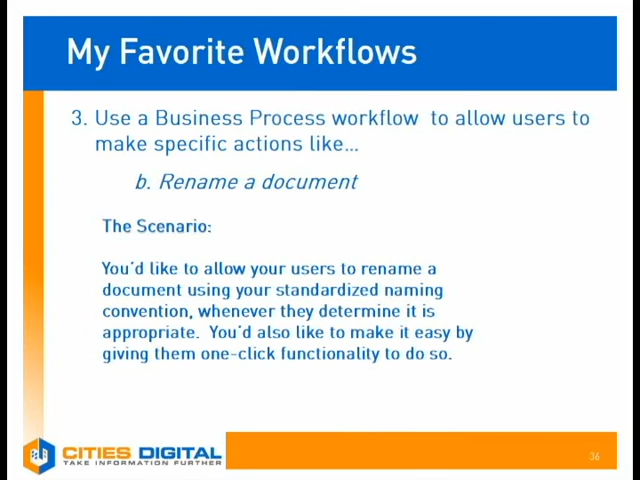 My Favorite Workflows
3. Use a Business Process workflow to allow users to
make specific actions like...
b. Rename a document
The Scenario:
You'd like to allow your users to rename a
document using your standardized naming
convention, whenever they determine it is
appropriate. You'd also like to make it easy by
giving them one-click functionality to do so.
CITIES DIGITAL
TAKE INFORMATION FURTHER
36